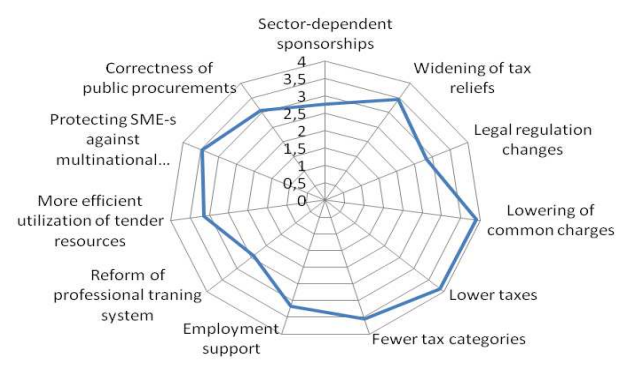 Sector-dependent
sponsorships
Widening of tax
reliefs
Legal regulation
changes
Lowering of
common charges
Lower taxes
Fewer tax categories
Employment
support
Reform of
professional traning
system
More efficient
utilization of tender
resources
Protecting SME-s
against
multinational...
Correctness of
public procurements
4
3,5
3
2,5
2
1,5
1
0,5
0